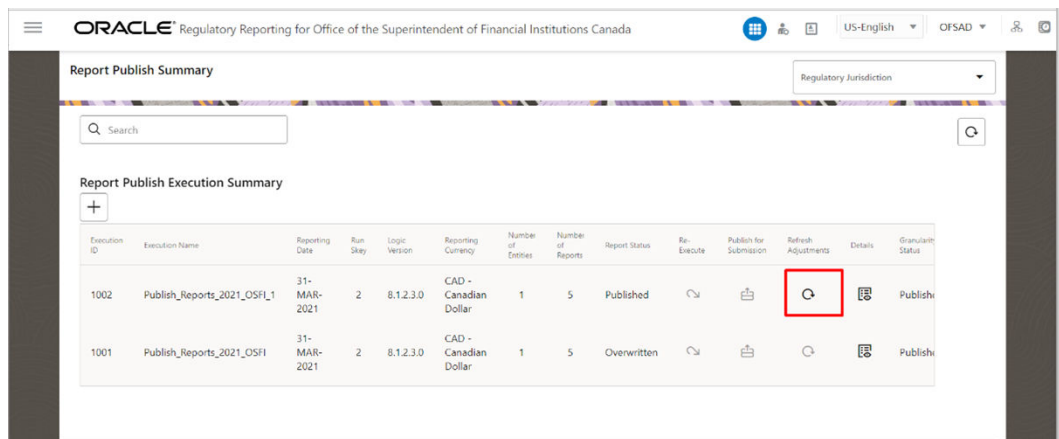 ORACLE® Regulatory Reporting for Office of the Superintendent of Financial Institutions Canada
US-English
OFSAD
Report Publish Summary
Regulatory Jurisdiction
Search
Report Publish Execution Summary
Execution ID Execution Name Reporting Date Run Skey Logic Version Reporting Currency Number of Entities Number of Reports Report Status Re-Execute Publish for Submission Refresh Adjustments Details Granularity Status
1002 Publish_Reports_2021_OSFI_1 31-MAR-2021 2 8.1.2.3.0 CAD - Canadian Dollar 1 5 Published Publishe
1001 Publish_Reports_2021_OSFI 31-MAR-2021 2 8.1.2.3.0 CAD - Canadian Dollar 1 5 Overwritten Publishe